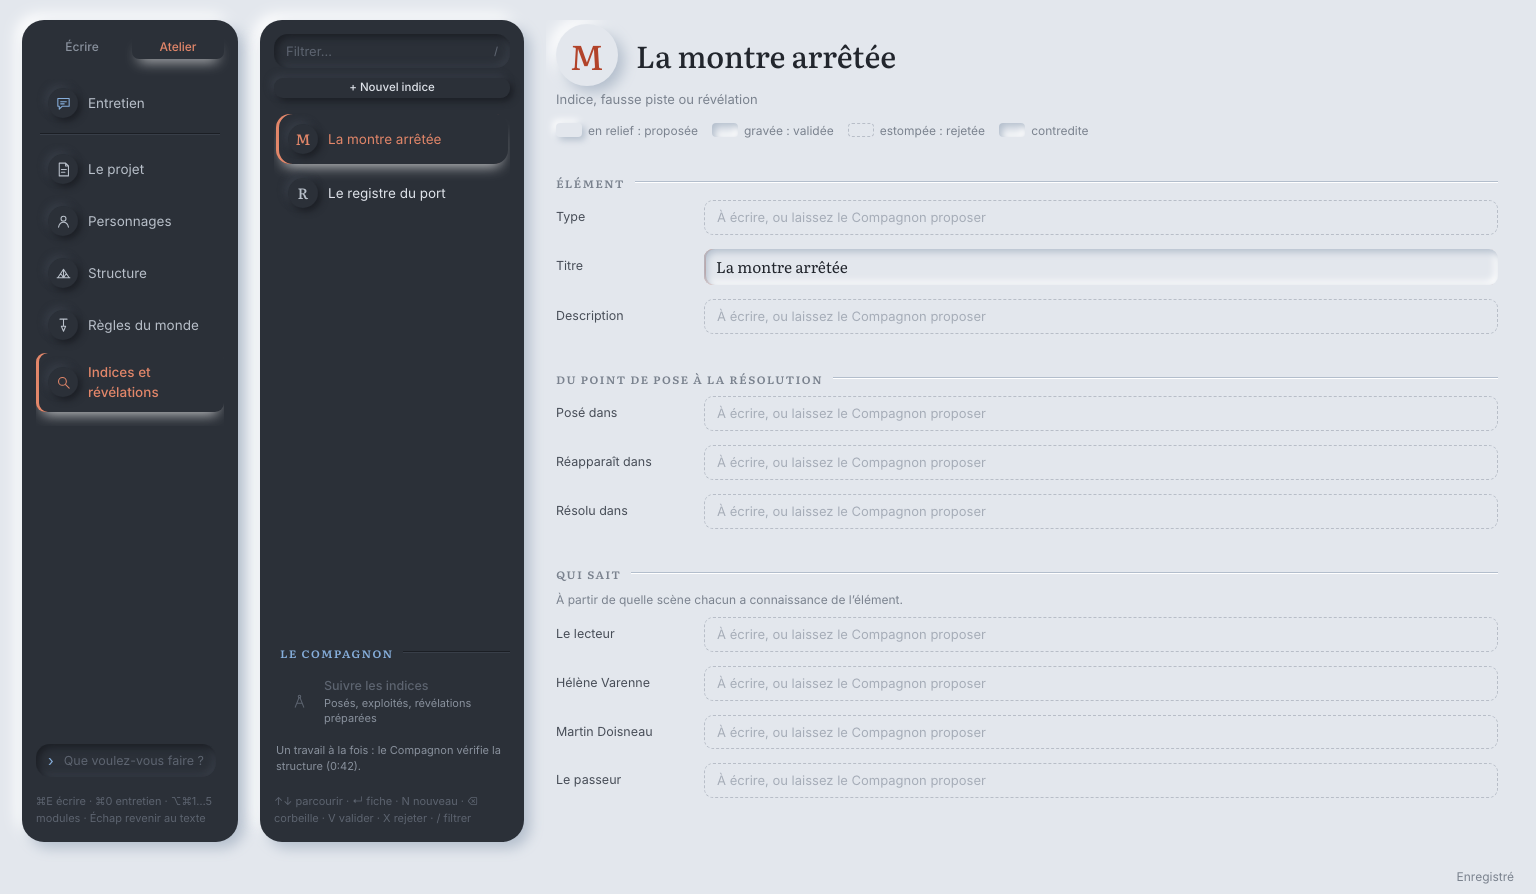 Écrire
Atelier
Entretien
Le projet
Personnages
Structure
Règles du monde
Indices et
révélations
› Que voulez-vous faire ?
⌘E écrire · ⌘0 entretien · ⌥⌘1…5
modules · Échap revenir au texte
Filtrer… /
+ Nouvel indice
M La montre arrêtée
R Le registre du port
LE COMPAGNON
Suivre les indices
Posés, exploités, révélations
préparées
Un travail à la fois : le Compagnon vérifie la
structure (0:42).
↑↓ parcourir · ↵ fiche · N nouveau · ⌫
corbeille · V valider · X rejeter · / filtrer
M La montre arrêtée
Indice, fausse piste ou révélation
en relief : proposée gravée : validée estompée : rejetée contredite
ÉLÉMENT
Type À écrire, ou laissez le Compagnon proposer
Titre La montre arrêtée
Description À écrire, ou laissez le Compagnon proposer
DU POINT DE POSE À LA RÉSOLUTION
Posé dans À écrire, ou laissez le Compagnon proposer
Réapparaît dans À écrire, ou laissez le Compagnon proposer
Résolu dans À écrire, ou laissez le Compagnon proposer
QUI SAIT
À partir de quelle scène chacun a connaissance de l’élément.
Le lecteur À écrire, ou laissez le Compagnon proposer
Hélène Varenne À écrire, ou laissez le Compagnon proposer
Martin Doisneau À écrire, ou laissez le Compagnon proposer
Le passeur À écrire, ou laissez le Compagnon proposer
Enregistré